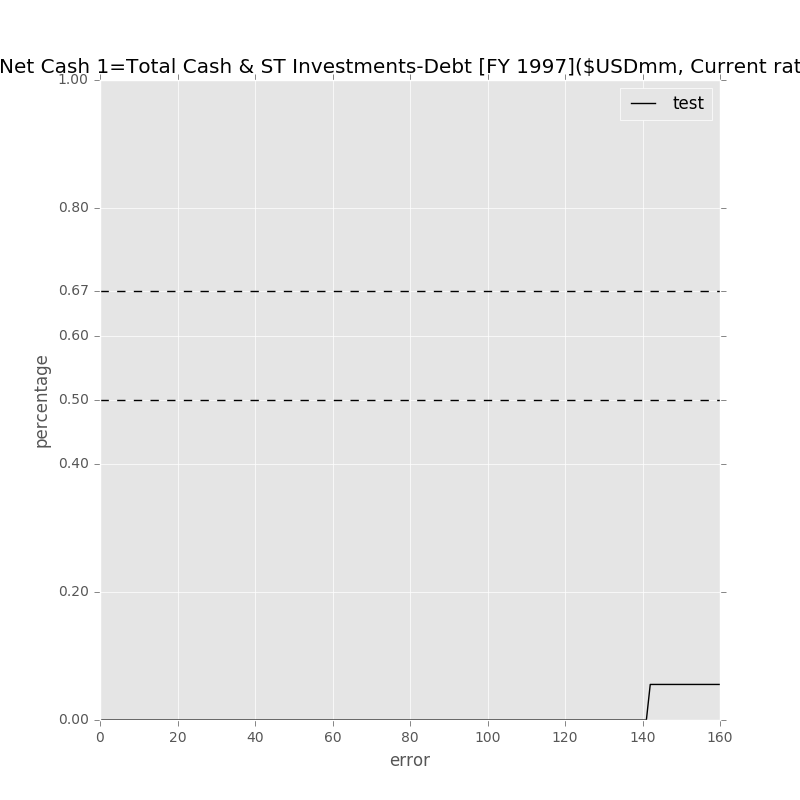 Net Cash 1=Total Cash & ST Investments-Debt [FY 1997]($USDmm, Current rat
1.00
test
0.80
0.67
0.60
0.50
0.40
0.20
0.00
percentage
0 20 40 60 80 100 120 140 160
error